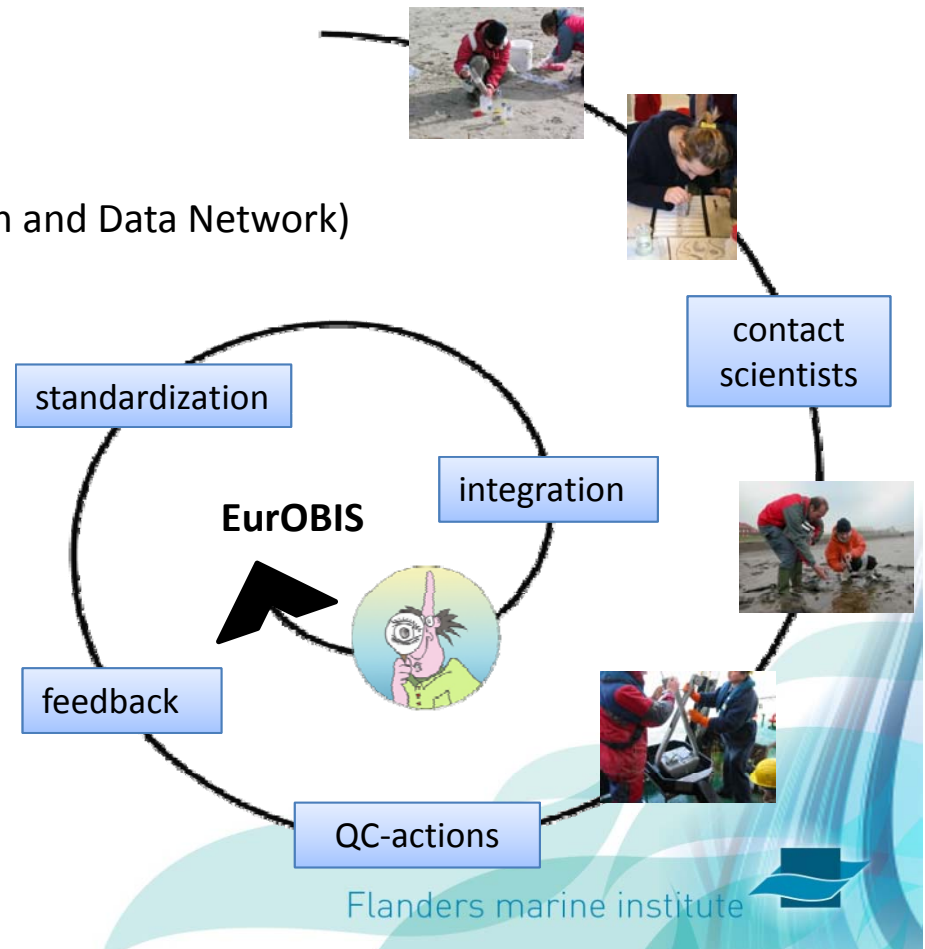 and Data Network)
contact
scientists
standardization
integration
EurOBIS
feedback
QC-actions
Flanders marine institute